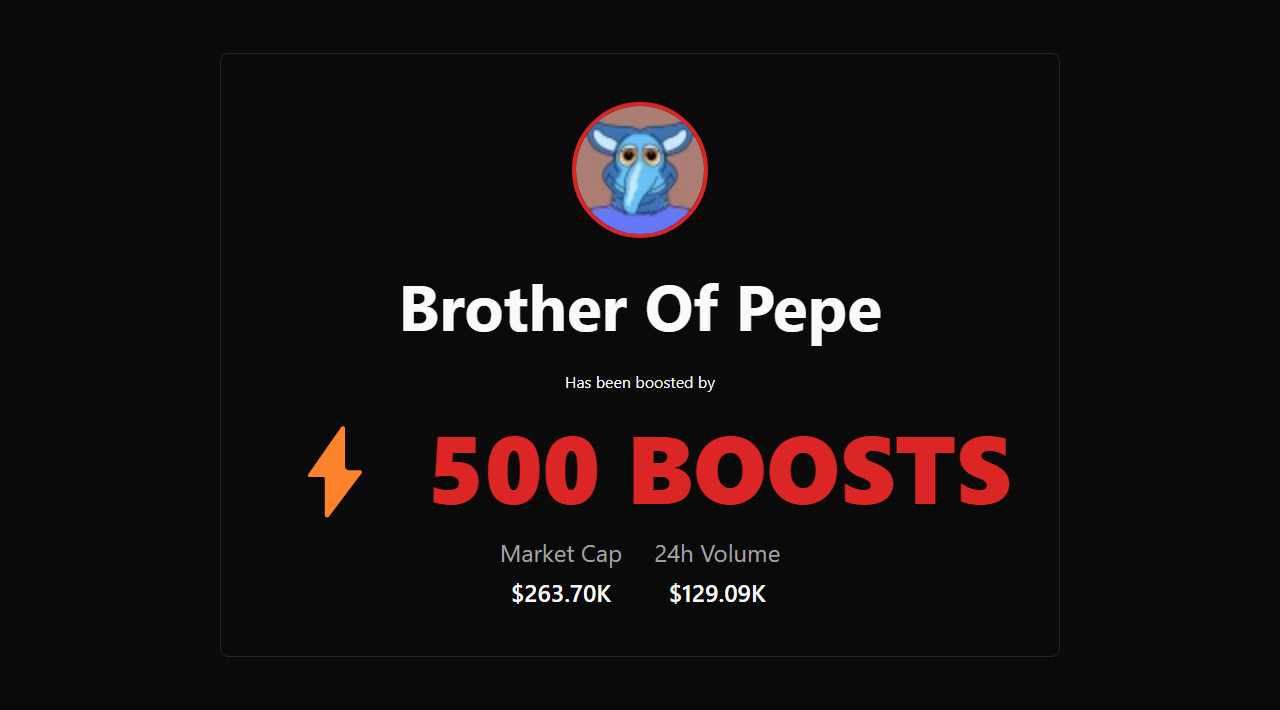 Brother Of Pepe
Has been boosted by
500 BOOSTS
Market Cap 24h Volume
$263.70K $129.09K